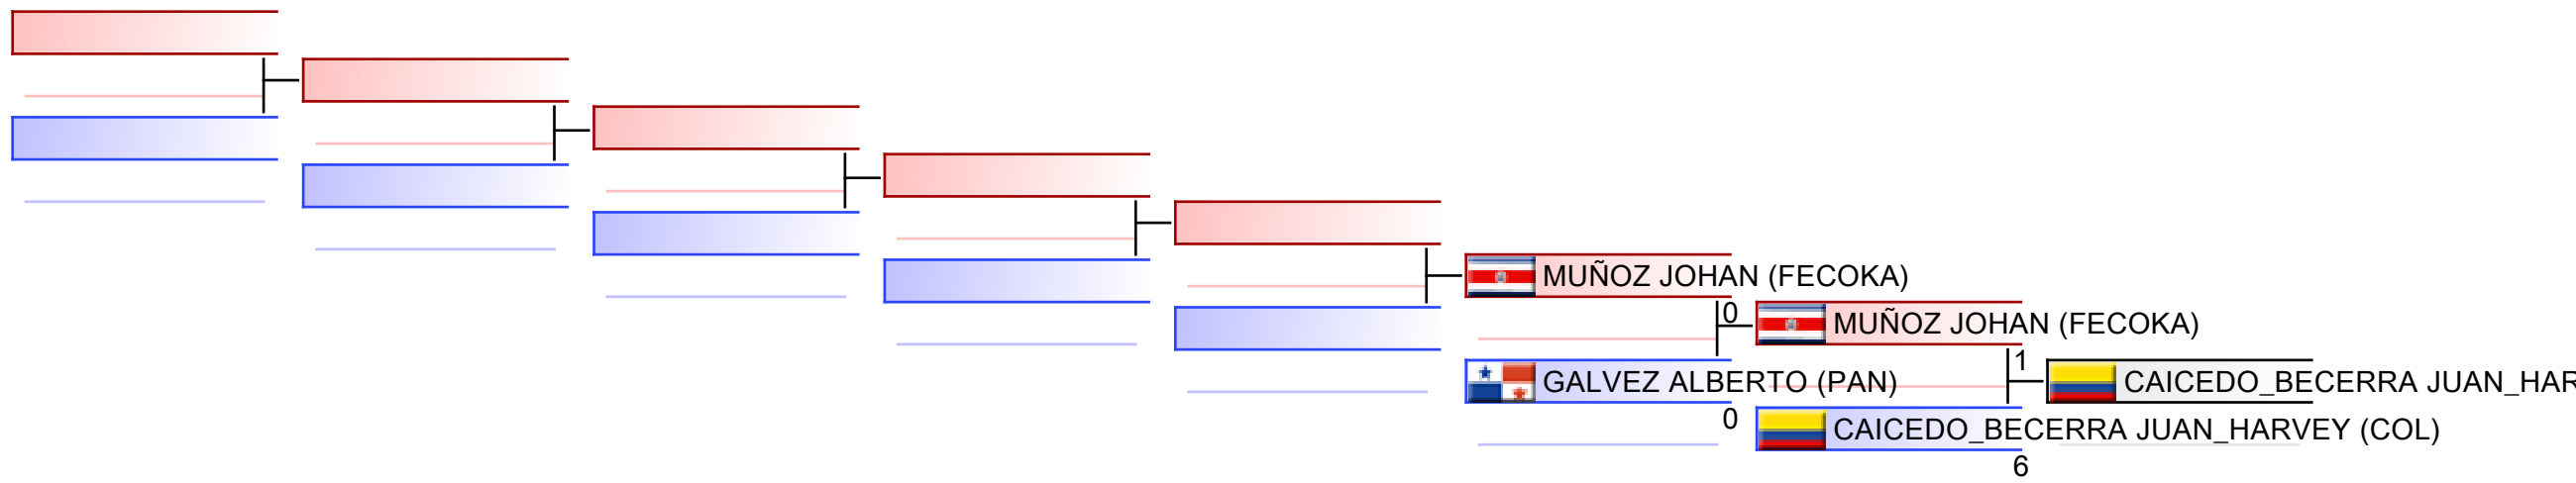 MUÑOZ JOHAN (FECOKA)
0
MUÑOZ JOHAN (FECOKA)
1
GALVEZ ALBERTO (PAN)
CAICEDO_BECERRA JUAN_HAR
0
CAICEDO_BECERRA JUAN_HARVEY (COL)
6